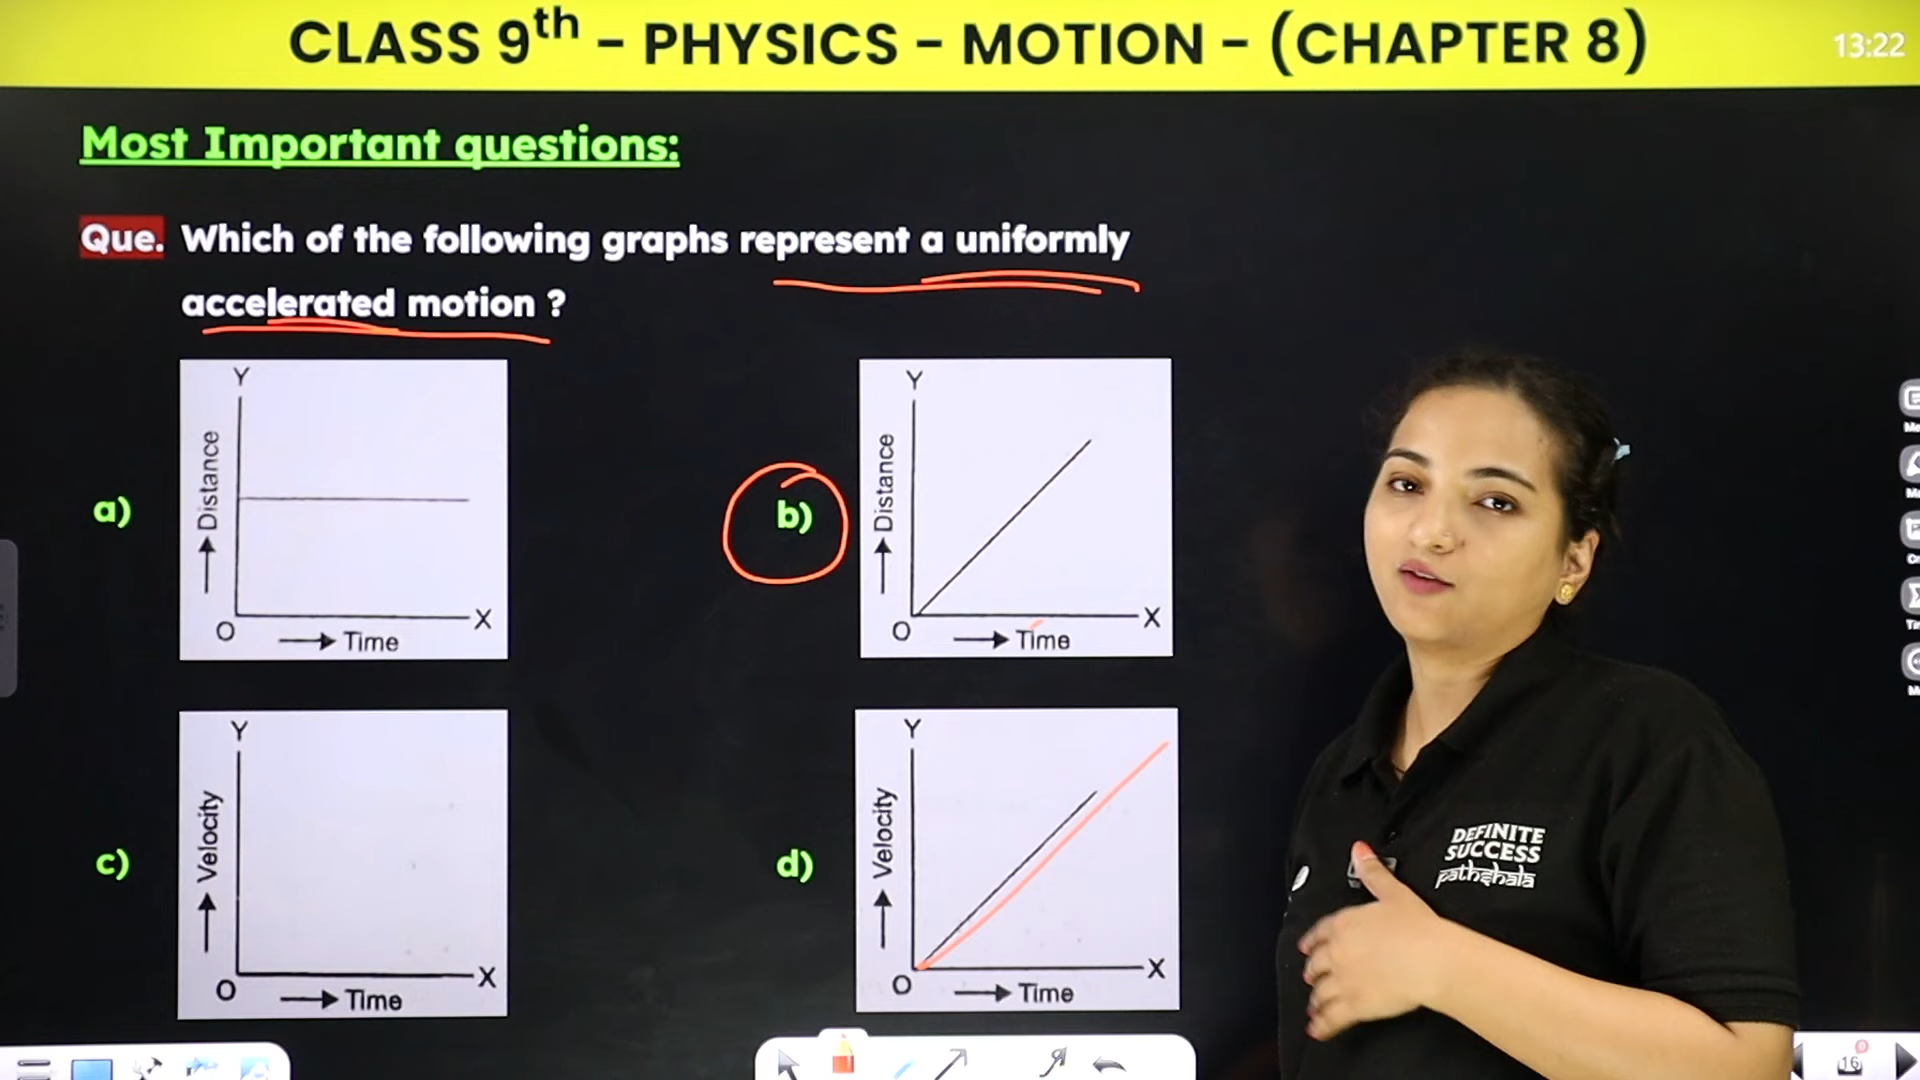 CLASS 9th - PHYSICS - MOTION - (CHAPTER 8)
13:22
Most Important questions:
Que. Which of the following graphs represent a uniformly
accelerated motion ?
a)
Y
Distance
O
Time
X
b)
Y
Distance
O
Time
X
c)
Y
Velocity
O
Time
X
d)
Y
Velocity
O
Time
X
DEFINITE
SUCCESS
pathshala
16